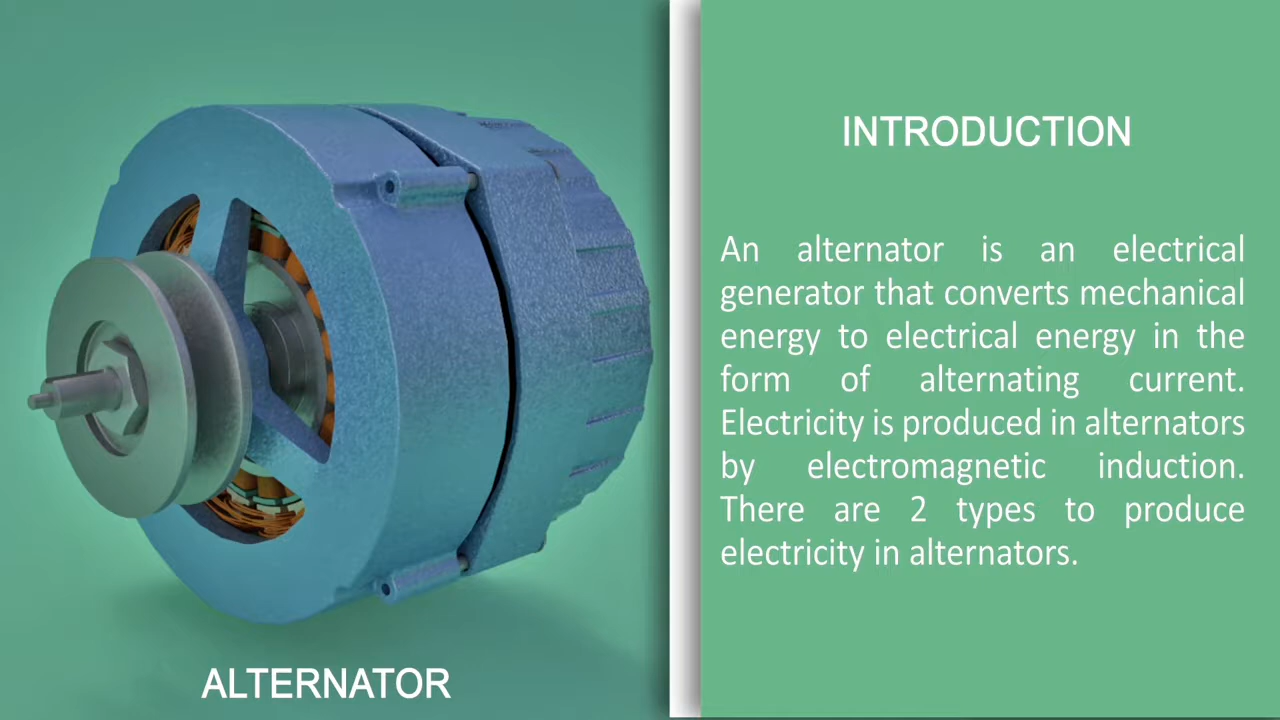 INTRODUCTION
An alternator is an electrical
generator that converts mechanical
energy to electrical energy in the
form of alternating current.
Electricity is produced in alternators
by electromagnetic induction.
There are 2 types to produce
electricity in alternators.
ALTERNATOR